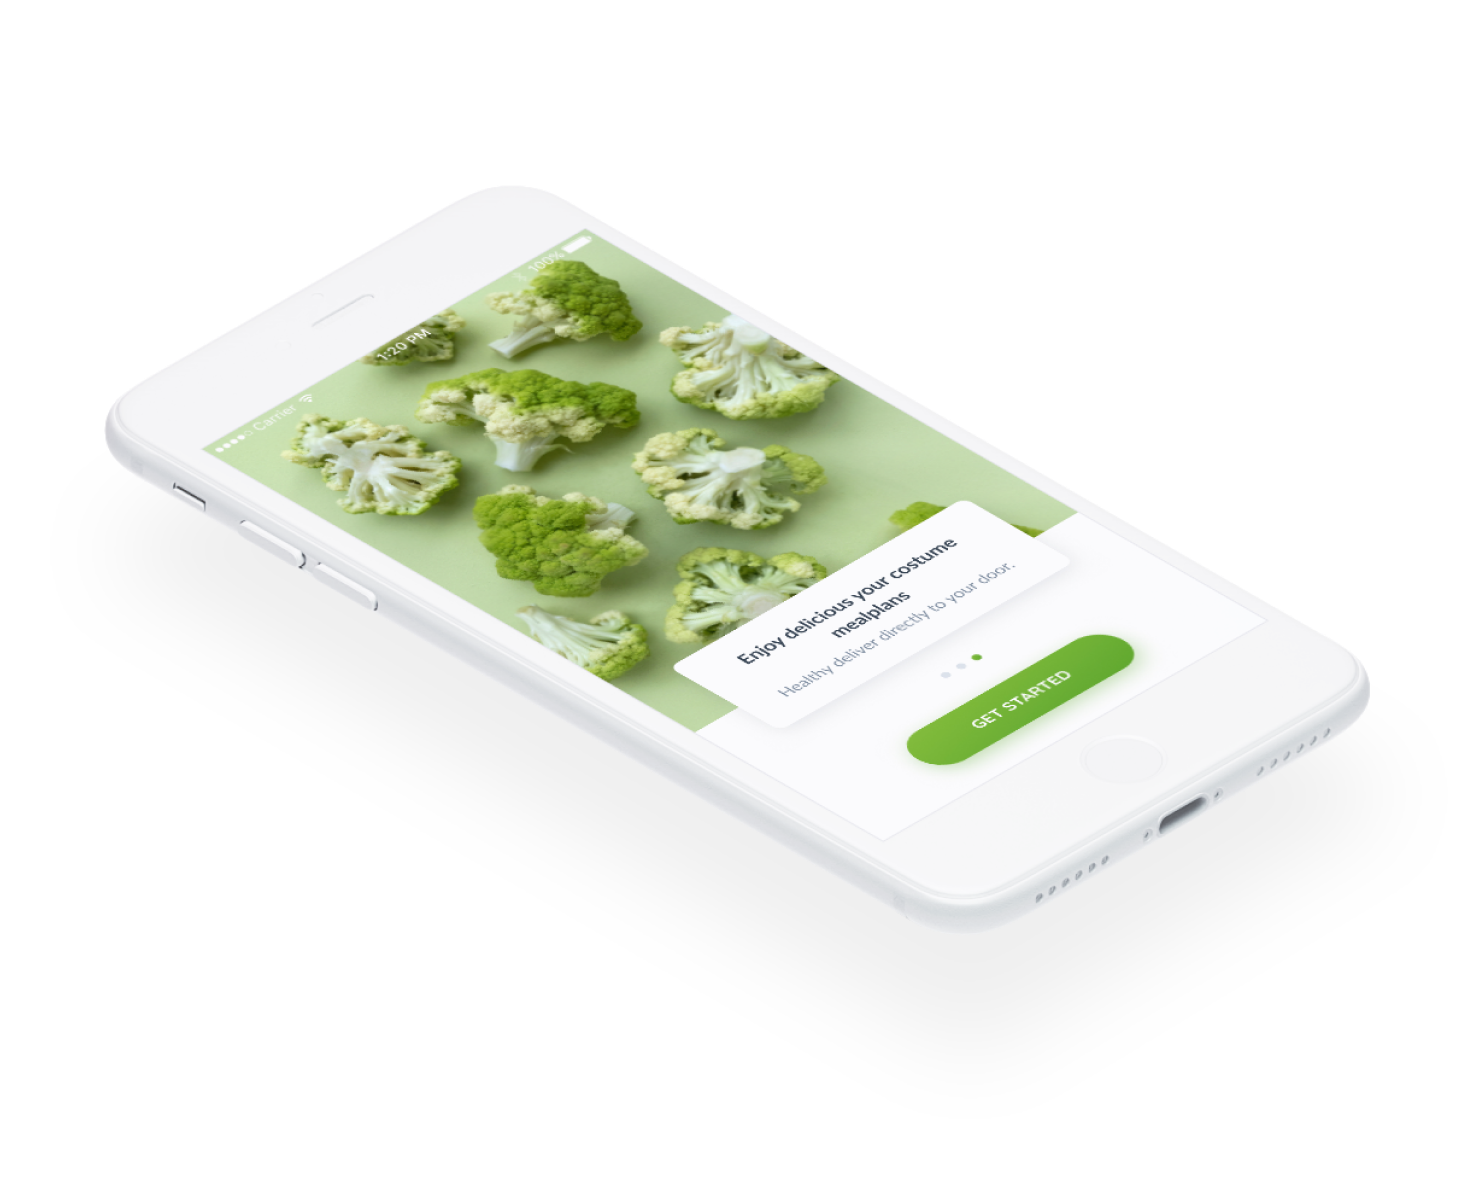 Carrier
1:20 PM
100%
Enjoy delicious your costume
mealplans
Healthy deliver directly to your door.
GET STARTED